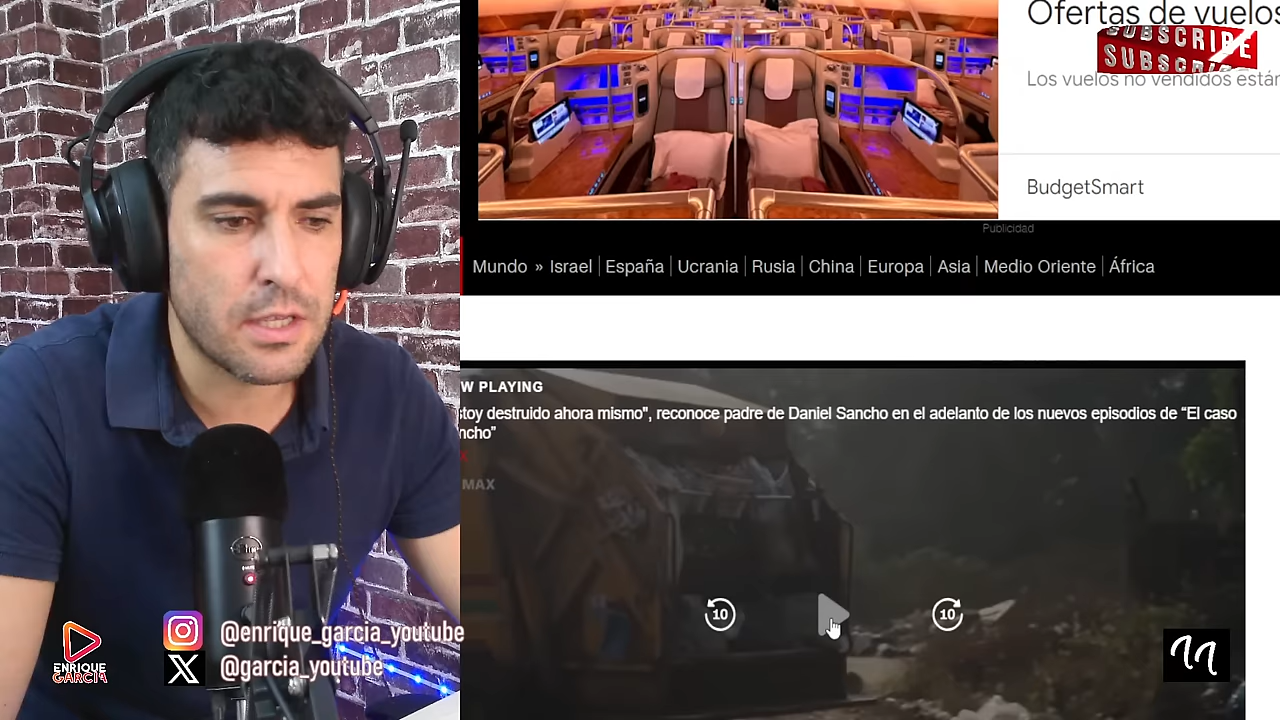 Ofertas de vuelos
SUBSCRIBE
SUBSCRIBE
Los vuelos no vendidos están
BudgetSmart
Publicidad
Mundo » Israel | España | Ucrania | Rusia | China | Europa | Asia | Medio Oriente | África
W PLAYING
stoy destruido ahora mismo", reconoce padre de Daniel Sancho en el adelanto de los nuevos episodios de “El caso
ncho”
MAX
10
10
@enrique_garcia_youtube
@garcia_youtube
ENRIQUE
GARCIA